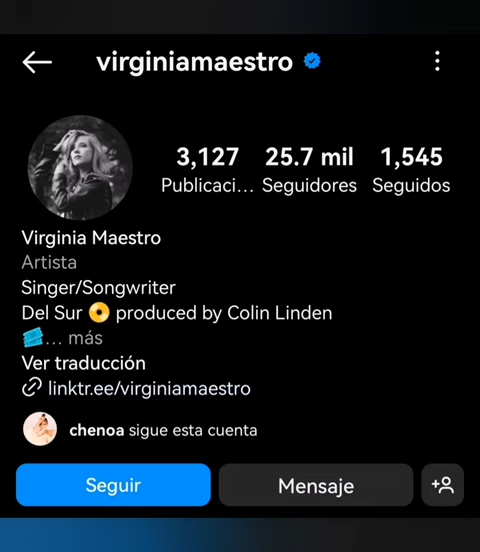 virginiamaestro
3,127 25.7 mil 1,545
Publicaci... Seguidores Seguidos
Virginia Maestro
Artista
Singer/Songwriter
Del Sur 📀 produced by Colin Linden
🎟️... más
Ver traducción
linktr.ee/virginiamaestro
chenoa sigue esta cuenta
Seguir Mensaje